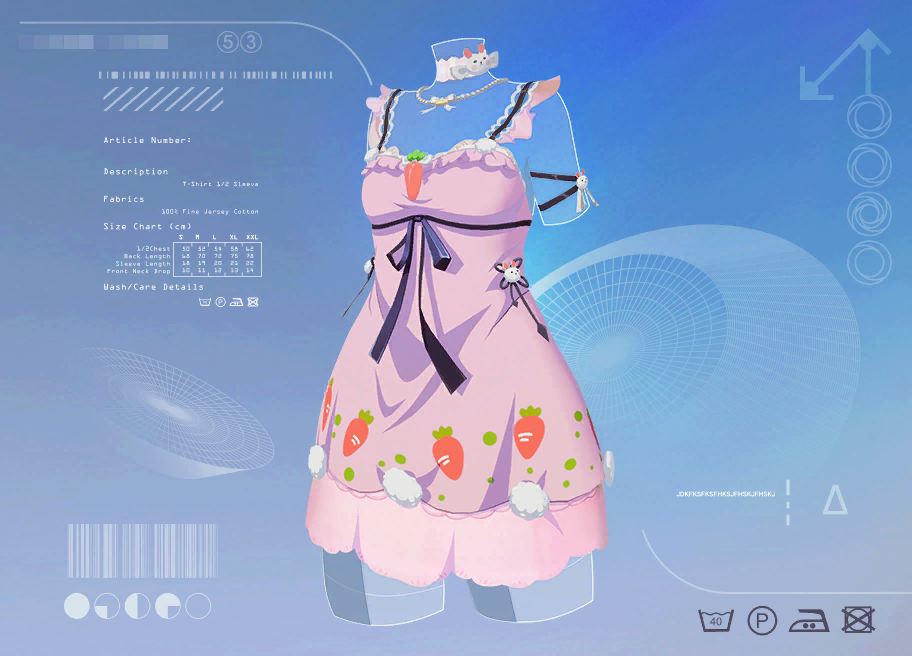 53
Article Number:
Description
T-Shirt 1/2 Sleeve
Fabrics
100% Fine Jersey Cotton
Size Chart (cm)
S M L XL XXL
1/2Chest 50 52 54 58 62
Back Length 68 70 72 75 78
Sleeve Length 18 19 20 21 22
Front Neck Drop 10 11 12 13 14
Wash/Care Details
P
JDKFKSFKSFHKSJFHSKJFHSKJ
Δ
40 P